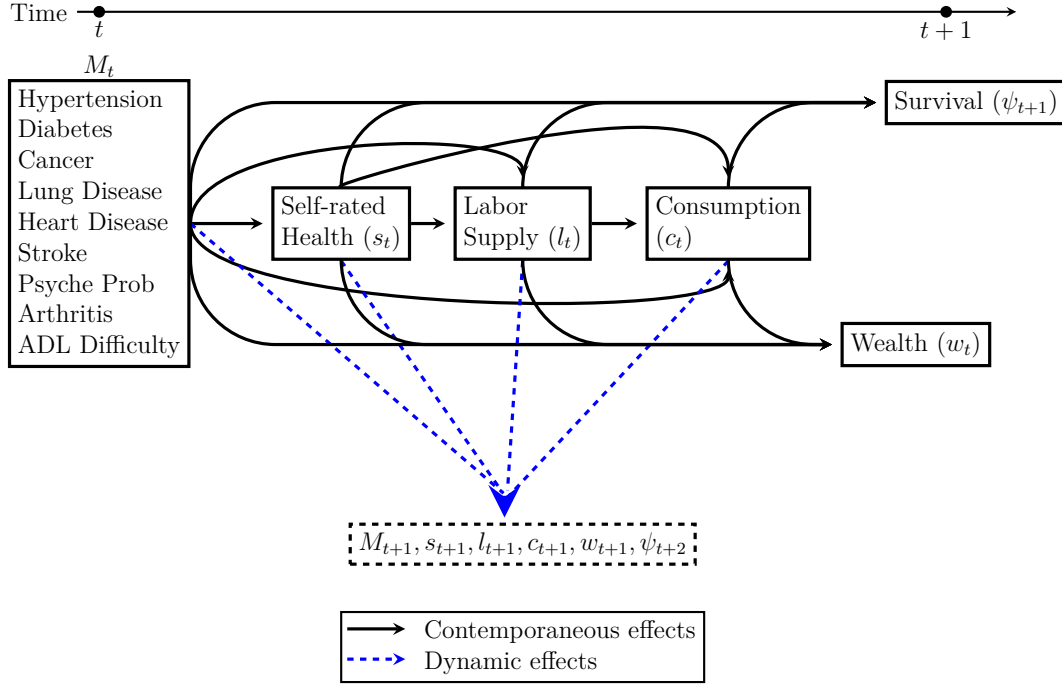 Time
t
t + 1
M_t
Hypertension
Diabetes
Cancer
Lung Disease
Heart Disease
Stroke
Psyche Prob
Arthritis
ADL Difficulty
Self-rated
Health (s_t)
Labor
Supply (l_t)
Consumption
(c_t)
Survival (ψ_{t+1})
Wealth (w_t)
M_{t+1}, s_{t+1}, l_{t+1}, c_{t+1}, w_{t+1}, ψ_{t+2}
Contemporaneous effects
Dynamic effects